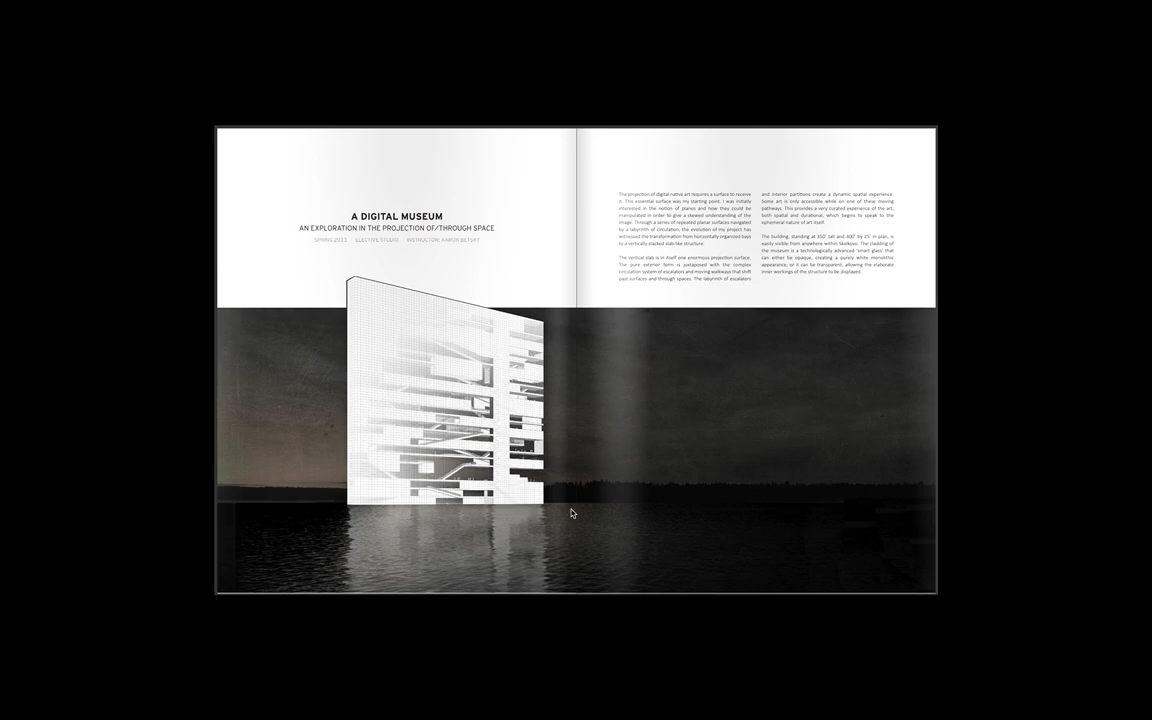 A DIGITAL MUSEUM
AN EXPLORATION IN THE PROJECTION OF/THROUGH SPACE
SPRING 2013 ELECTIVE STUDIO INSTRUCTOR: AARON BETSKY
The projection of digital native art requires a surface to receive
it. This essential surface was my starting point. I was initially
interested in the notion of planes and how they could be
manipulated in order to give a skewed understanding of the
image. Through a series of repeated planar surfaces navigated
by a labyrinth of circulation, the evolution of my project has
witnessed the transformation from horizontally organized bays
to a vertically stacked slab like structure.
The vertical slab is in itself one enormous projection surface.
The pure exterior form is juxtaposed with the complex
circulation system of escalators and moving walkways that shift
past surfaces and through spaces. The labyrinth of escalators
and interior partitions create a dynamic spatial experience.
Some art is only accessible while on one of these moving
pathways. This provides a very curated experience of the art,
both spatial and durational, which begins to speak to the
ephemeral nature of art itself.
The building, standing at 350' tall and 400' by 25' in plan, is
easily visible from anywhere within Skolkovo. The cladding of
the museum is a technologically advanced 'smart glass' that
can either be opaque, creating a purely white monolithic
appearance, or it can be transparent, allowing the elaborate
inner workings of the structure to be displayed.